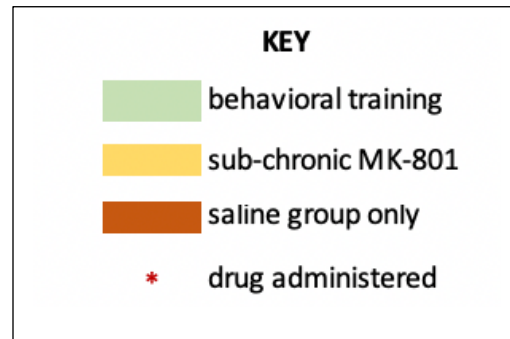 KEY
behavioral training
sub-chronic MK-801
saline group only
* drug administered